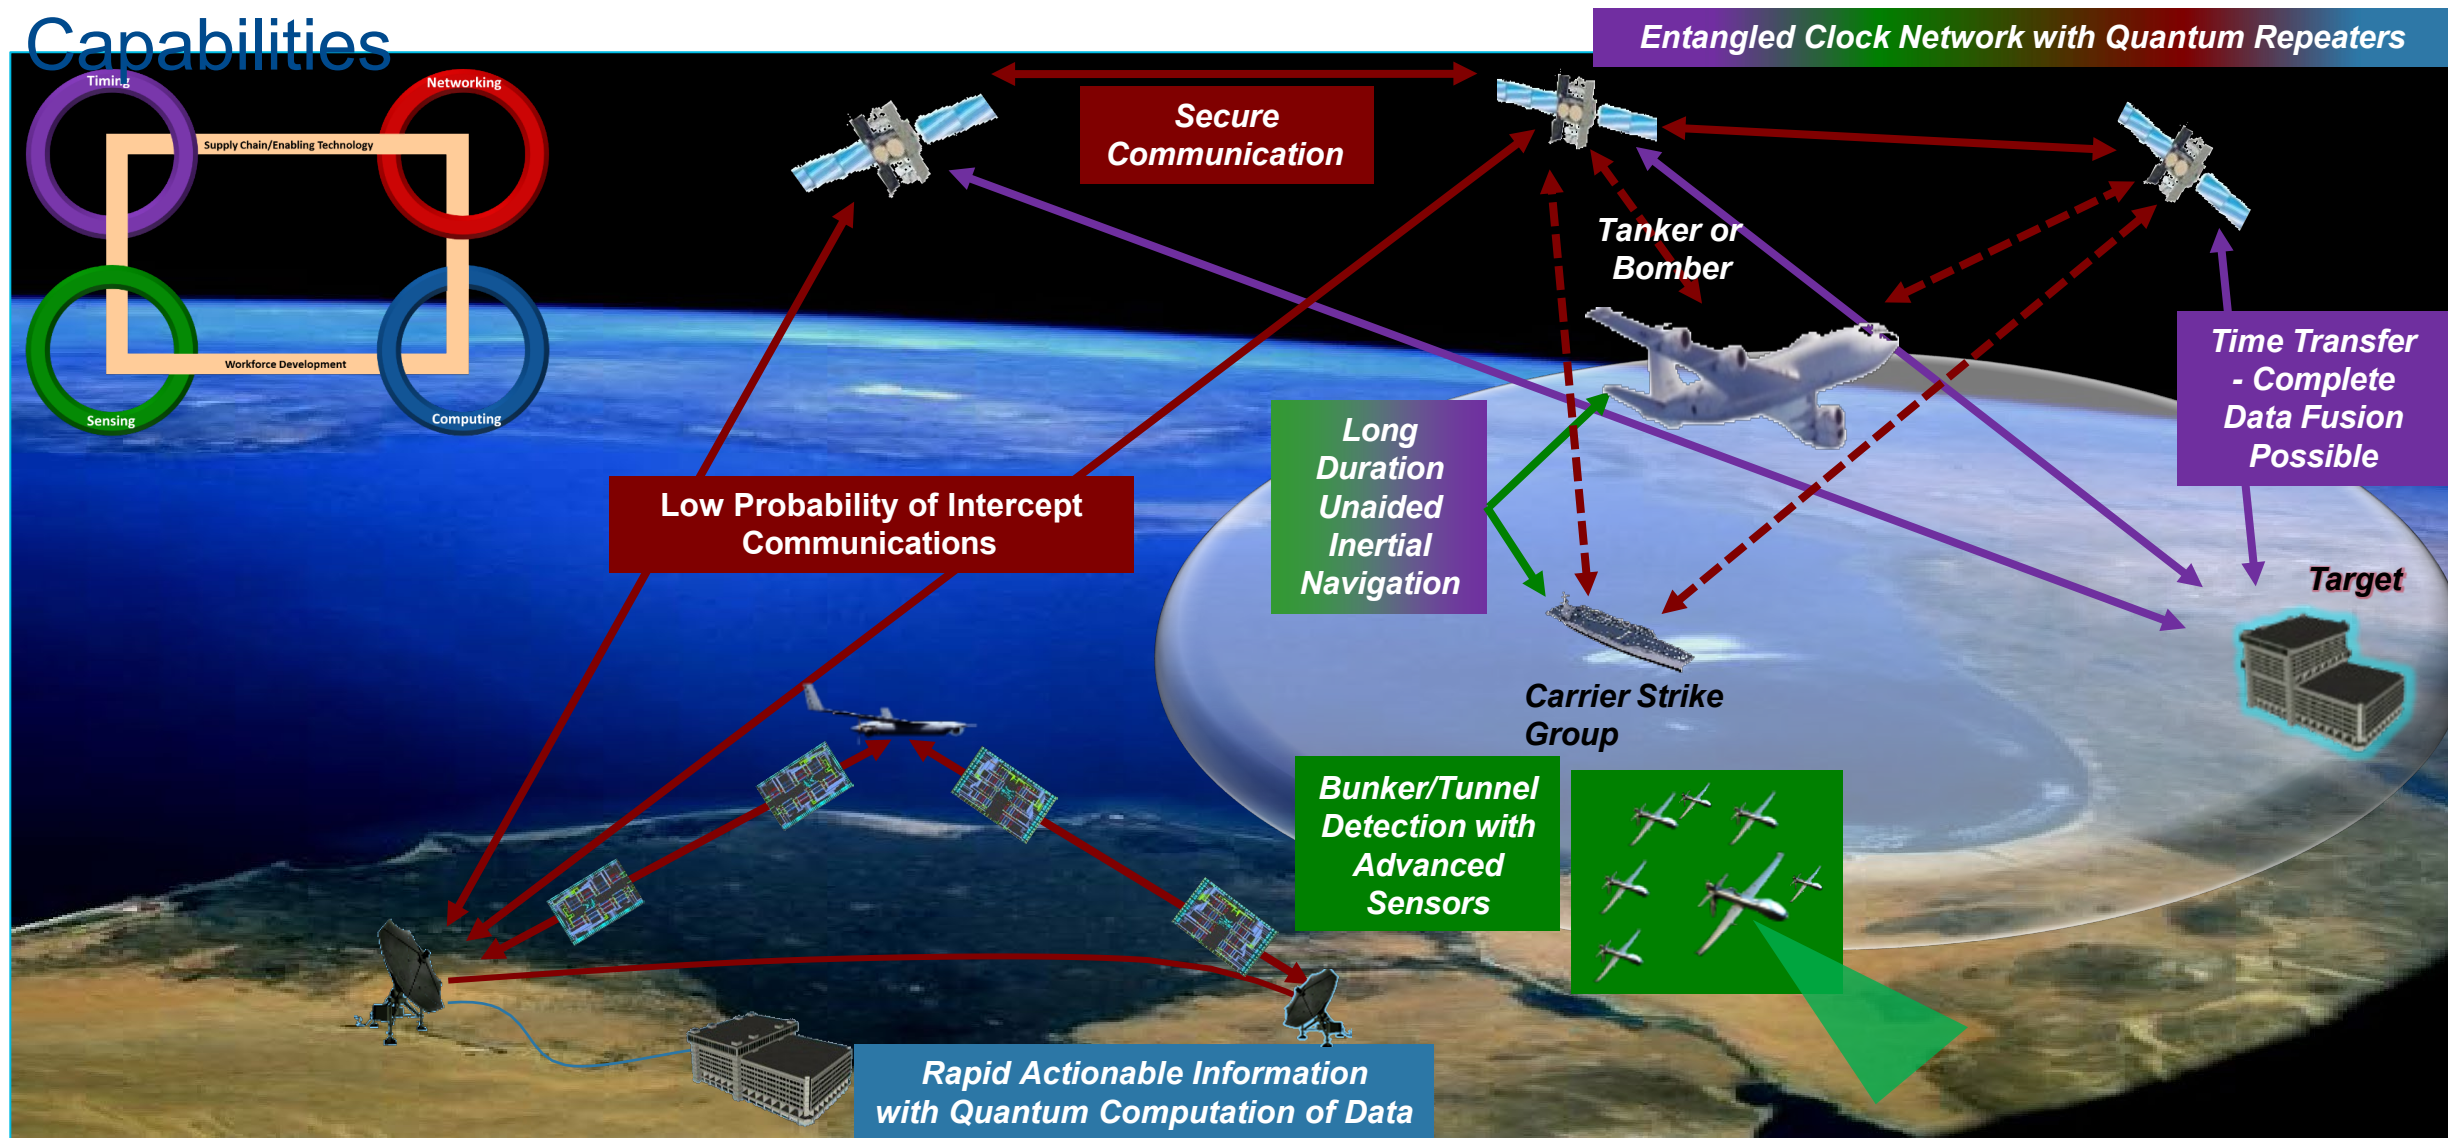 Capabilities
Entangled Clock Network with Quantum Repeaters
Timing
Networking
Supply Chain/Enabling Technology
Workforce Development
Sensing
Computing
Secure
Communication
Tanker or
Bomber
Time Transfer
- Complete
Data Fusion
Possible
Long
Duration
Unaided
Inertial
Navigation
Low Probability of Intercept
Communications
Target
Carrier Strike
Group
Bunker/Tunnel
Detection with
Advanced
Sensors
Rapid Actionable Information
with Quantum Computation of Data